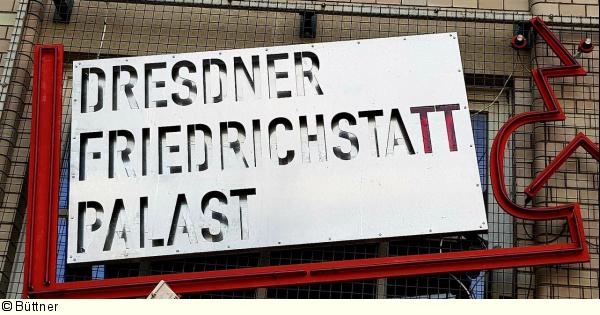 DRESDNER
FRIEDRICHSTATT
PALAST
© Büttner